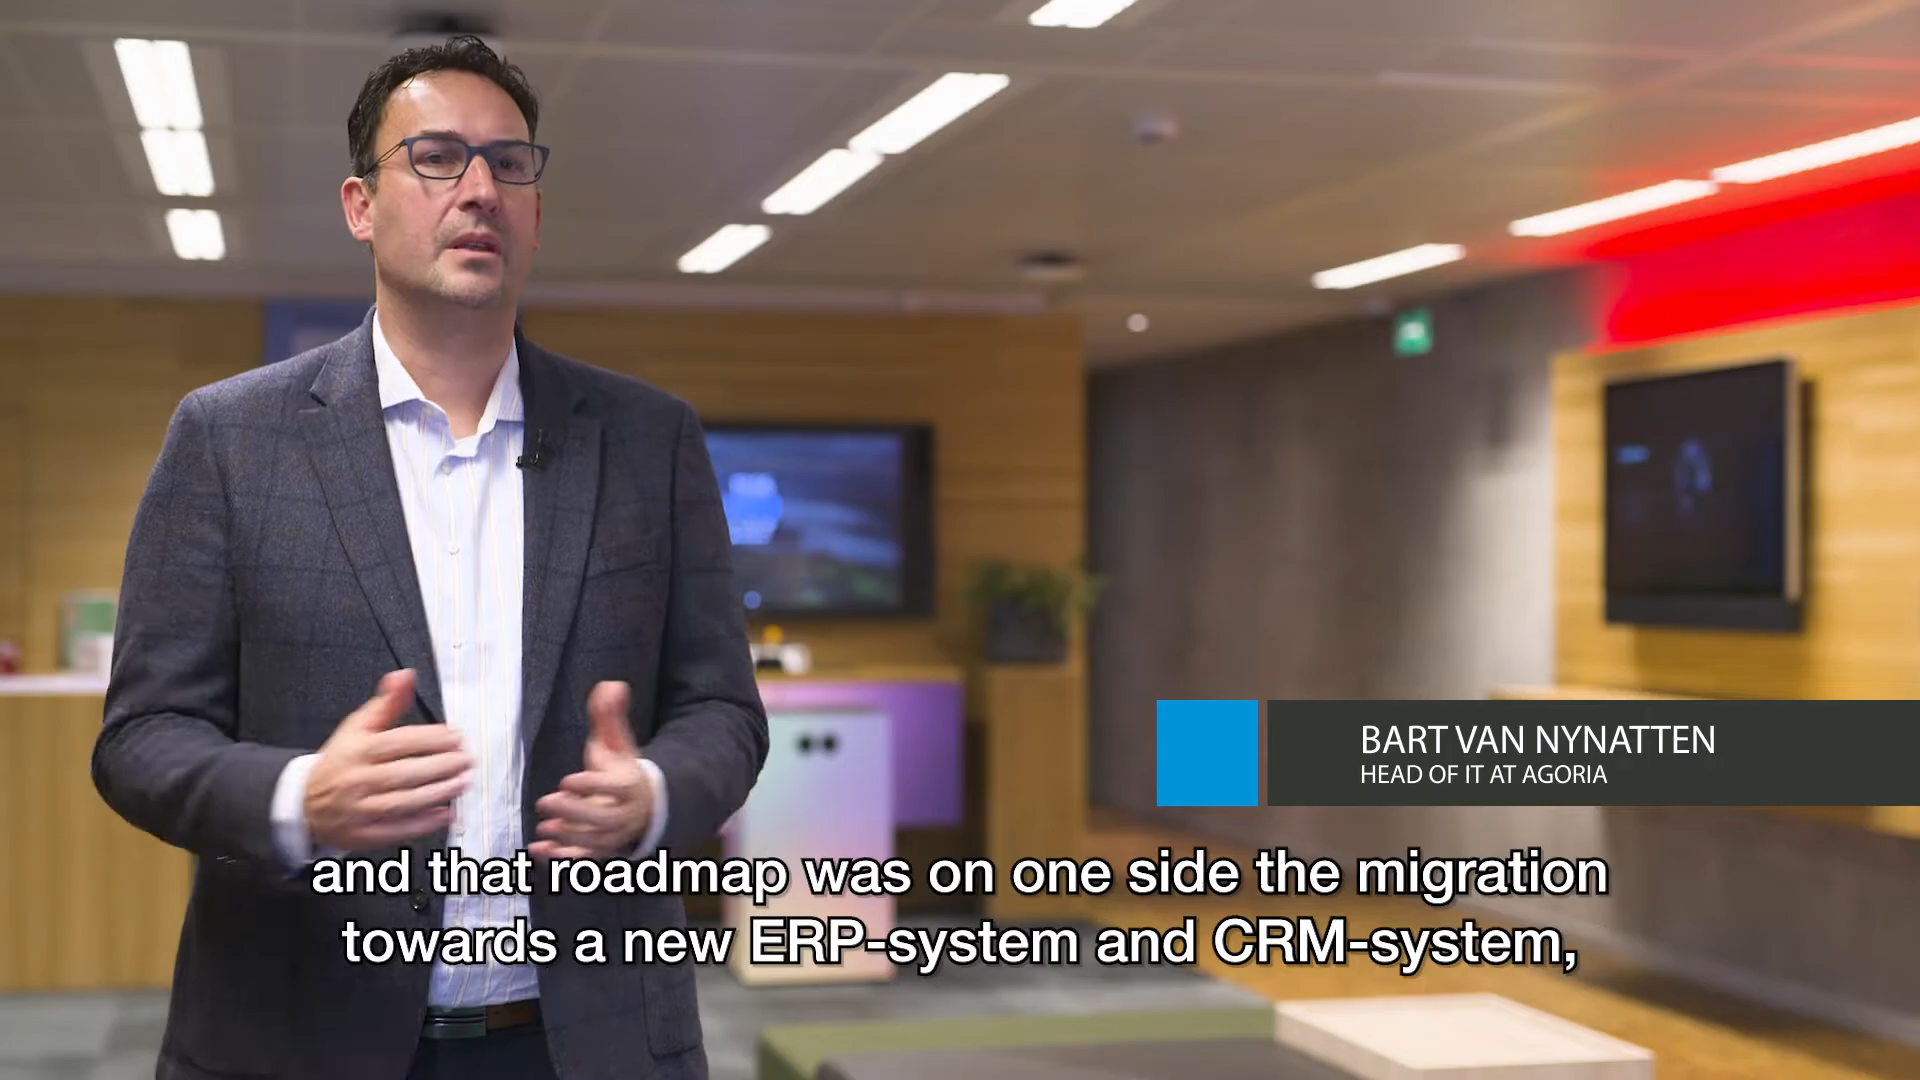 BART VAN NYNATTEN
HEAD OF IT AT AGORIA
and that roadmap was on one side the migration
towards a new ERP-system and CRM-system,